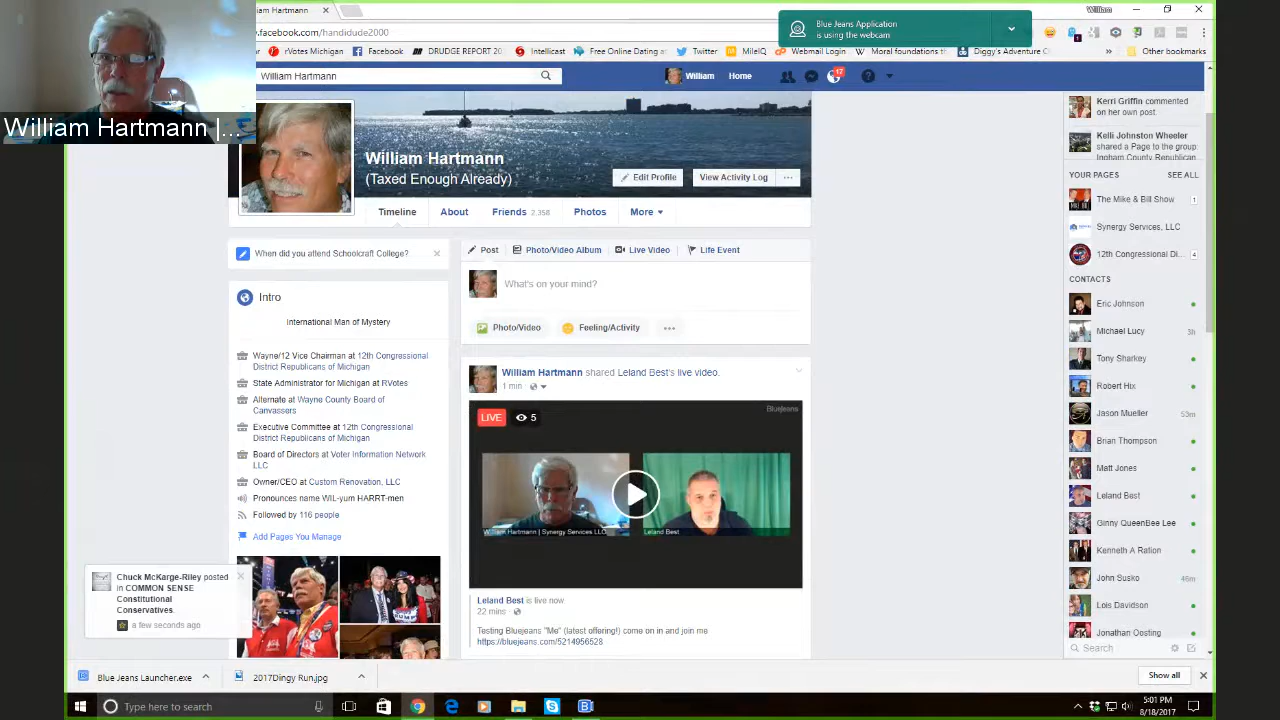 William Hartmann
William
Blue Jeans Application
is using the webcam
w.facebook.com/handidude2000
rVotes Michigan
Facebook
DRUDGE REPORT 20
Intellicast
Free Online Dating at
Twitter
MileIQ
Webmail Login
Moral foundations th
Diggy's Adventure C
Other bookmarks
William Hartmann
William
Home
17
William Hartmann |...
William Hartmann
(Taxed Enough Already)
Edit Profile
View Activity Log
Timeline
About
Friends 2,358
Photos
More
When did you attend Schoolcraft College?
Intro
International Man of Mystery
Wayne/12 Vice Chairman at 12th Congressional
District Republicans of Michigan
State Administrator for Michigan at RVotes
Alternate at Wayne County Board of
Canvassers
Executive Committee at 12th Congressional
District Republicans of Michigan
Board of Directors at Voter Information Network
LLC
Owner/CEO at Custom Renovation, LLC
Pronounces name WIL-yum HARRT-men
Followed by 116 people
Add Pages You Manage
Chuck McKarge-Riley posted
in COMMON SENSE
Constitutional
Conservatives.
a few seconds ago
Post
Photo/Video Album
Live Video
Life Event
What's on your mind?
Photo/Video
Feeling/Activity
William Hartmann shared Leland Best's live video.
1 min
LIVE
5
BlueJeans
William Hartmann | Synergy Services LLC
Leland Best
Leland Best is live now
22 mins
Testing Bluejeans "Me" (latest offering!) come on in and join me
https://bluejeans.com/5214956528
Kerri Griffin commented
on her own post.
Kelli Johnston Wheeler
shared a Page to the group:
Ingham County Republican
YOUR PAGES
SEE ALL
The Mike & Bill Show
1
Synergy Services, LLC
12th Congressional Di...
4
CONTACTS
Eric Johnson
Michael Lucy
3h
Tony Sharkey
Robert Hix
Jason Mueller
53m
Brian Thompson
Matt Jones
Leland Best
Ginny QueenBee Lee
Kenneth A Ration
John Susko
46m
Lois Davidson
Jonathan Oosting
Search
Blue Jeans Launcher.exe
2017Dingy Run.jpg
Show all
Type here to search
5:01 PM
8/18/2017